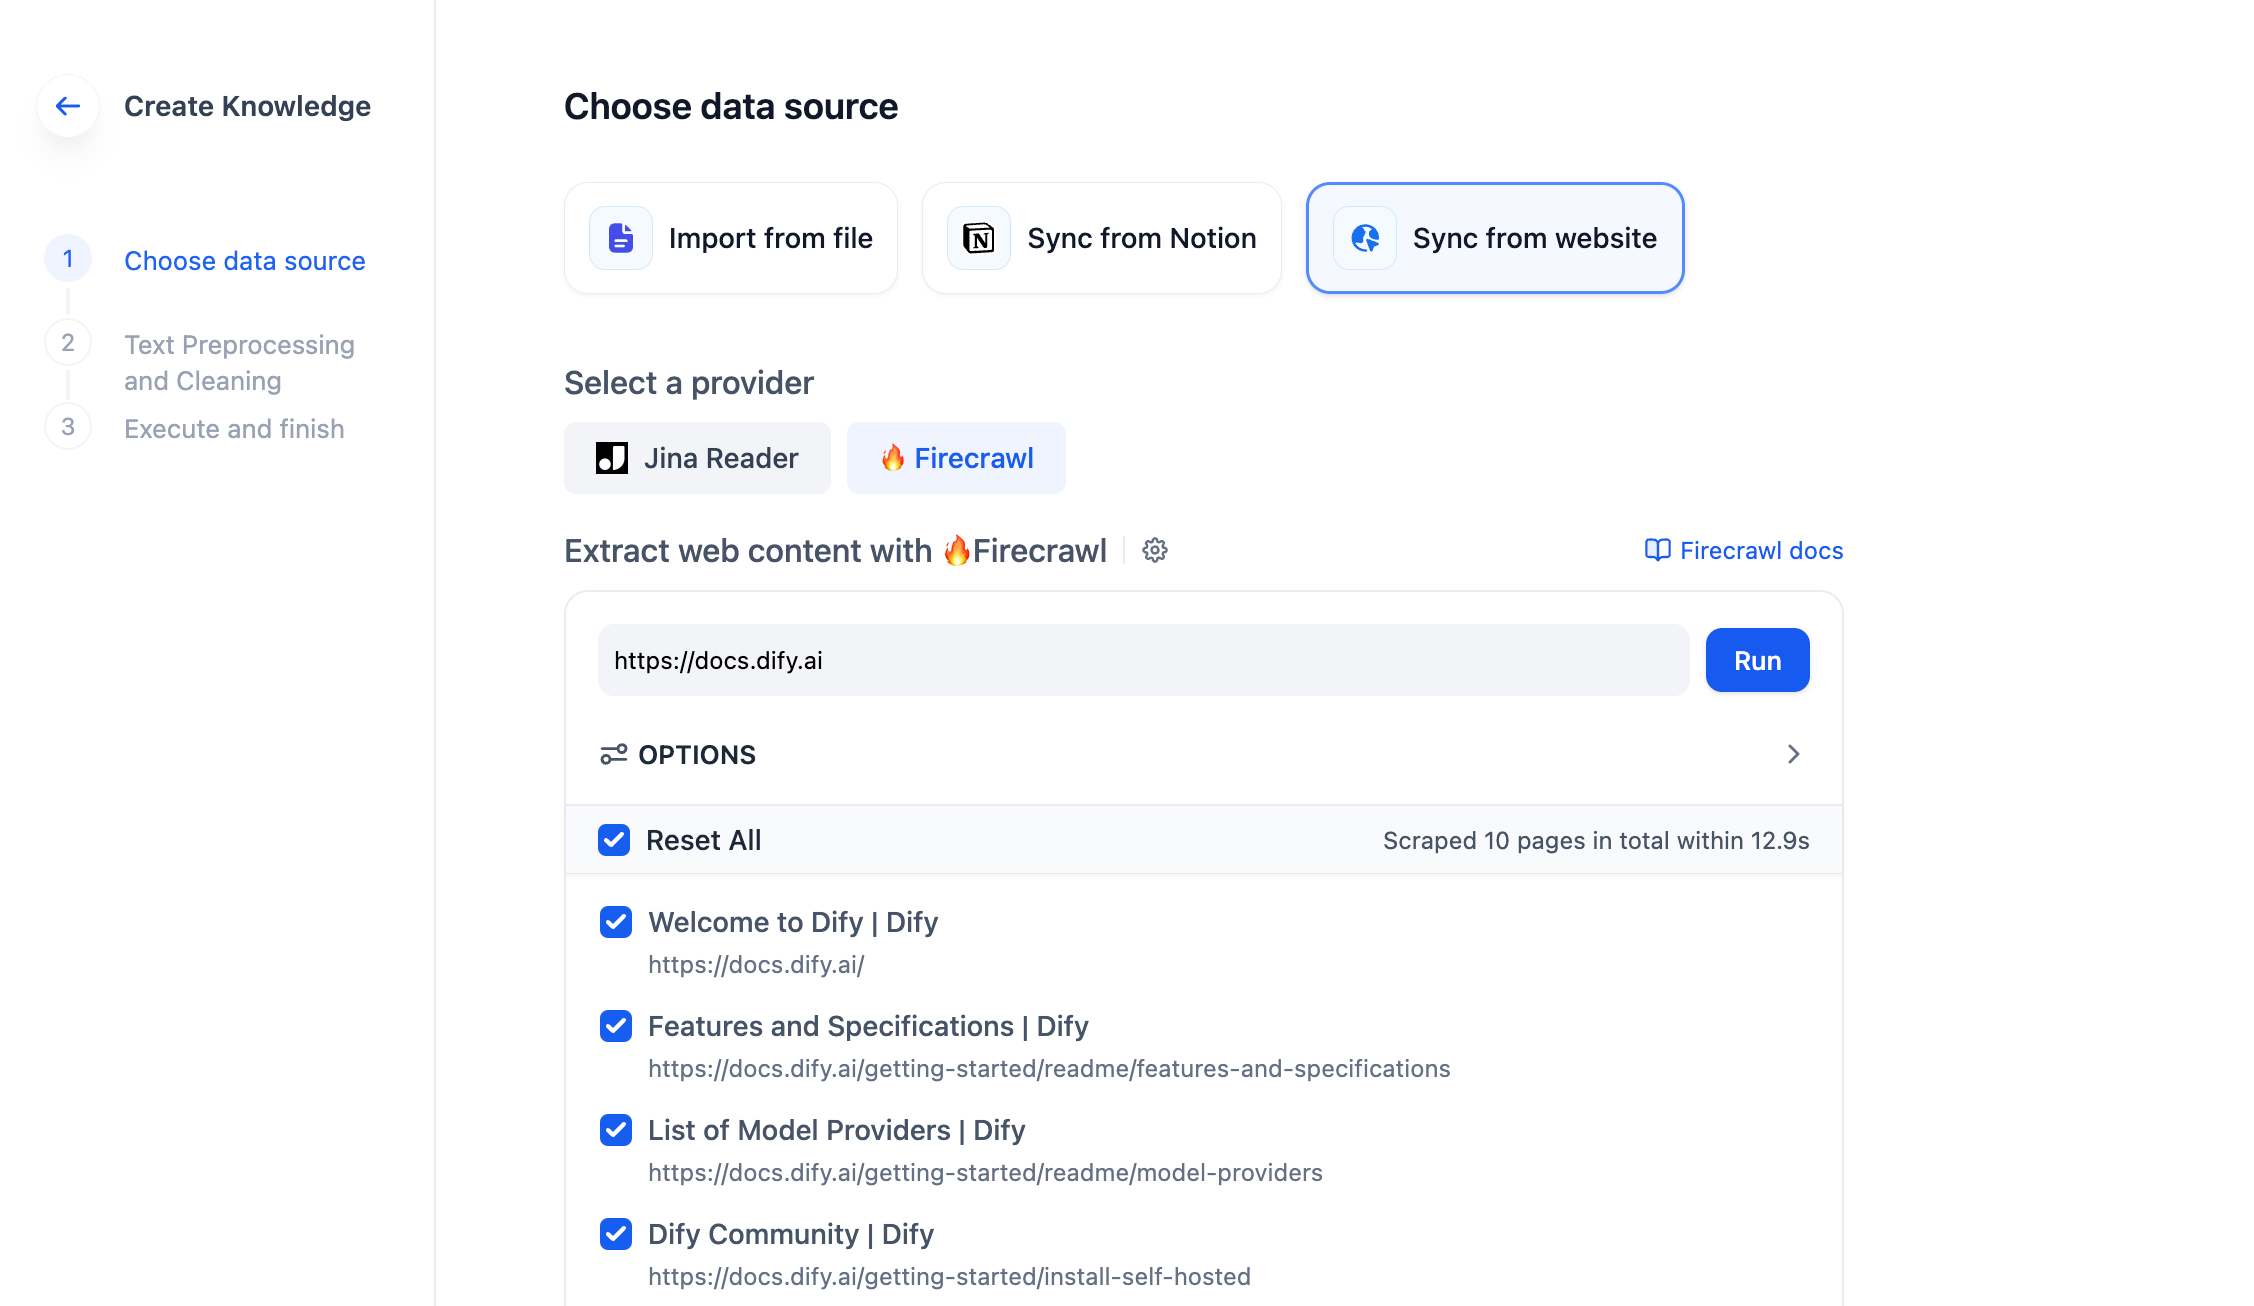 Create Knowledge
1 Choose data source
2 Text Preprocessing
and Cleaning
3 Execute and finish
Choose data source
Import from file
Sync from Notion
Sync from website
Select a provider
Jina Reader
🔥 Firecrawl
Extract web content with 🔥Firecrawl
Firecrawl docs
https://docs.dify.ai
Run
OPTIONS
Reset All
Scraped 10 pages in total within 12.9s
Welcome to Dify | Dify
https://docs.dify.ai/
Features and Specifications | Dify
https://docs.dify.ai/getting-started/readme/features-and-specifications
List of Model Providers | Dify
https://docs.dify.ai/getting-started/readme/model-providers
Dify Community | Dify
https://docs.dify.ai/getting-started/install-self-hosted